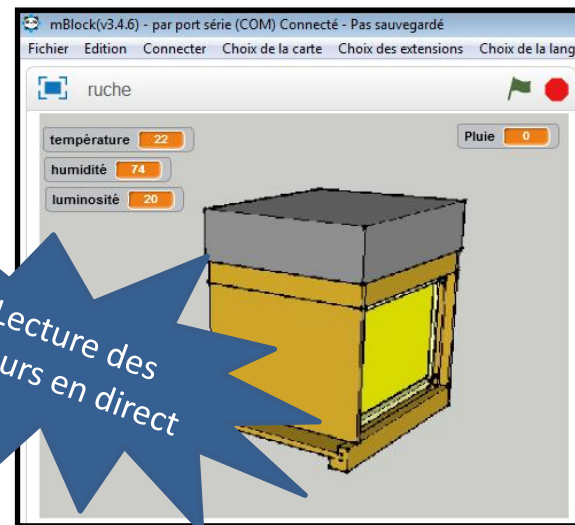 mBlock(v3.4.6) - par port série (COM) Connecté - Pas sauvegardé
Fichier Edition Connecter Choix de la carte Choix des extensions Choix de la lang
ruche
température 22
Pluie 0
humidité 74
luminosité 20
Lecture des
urs en direct